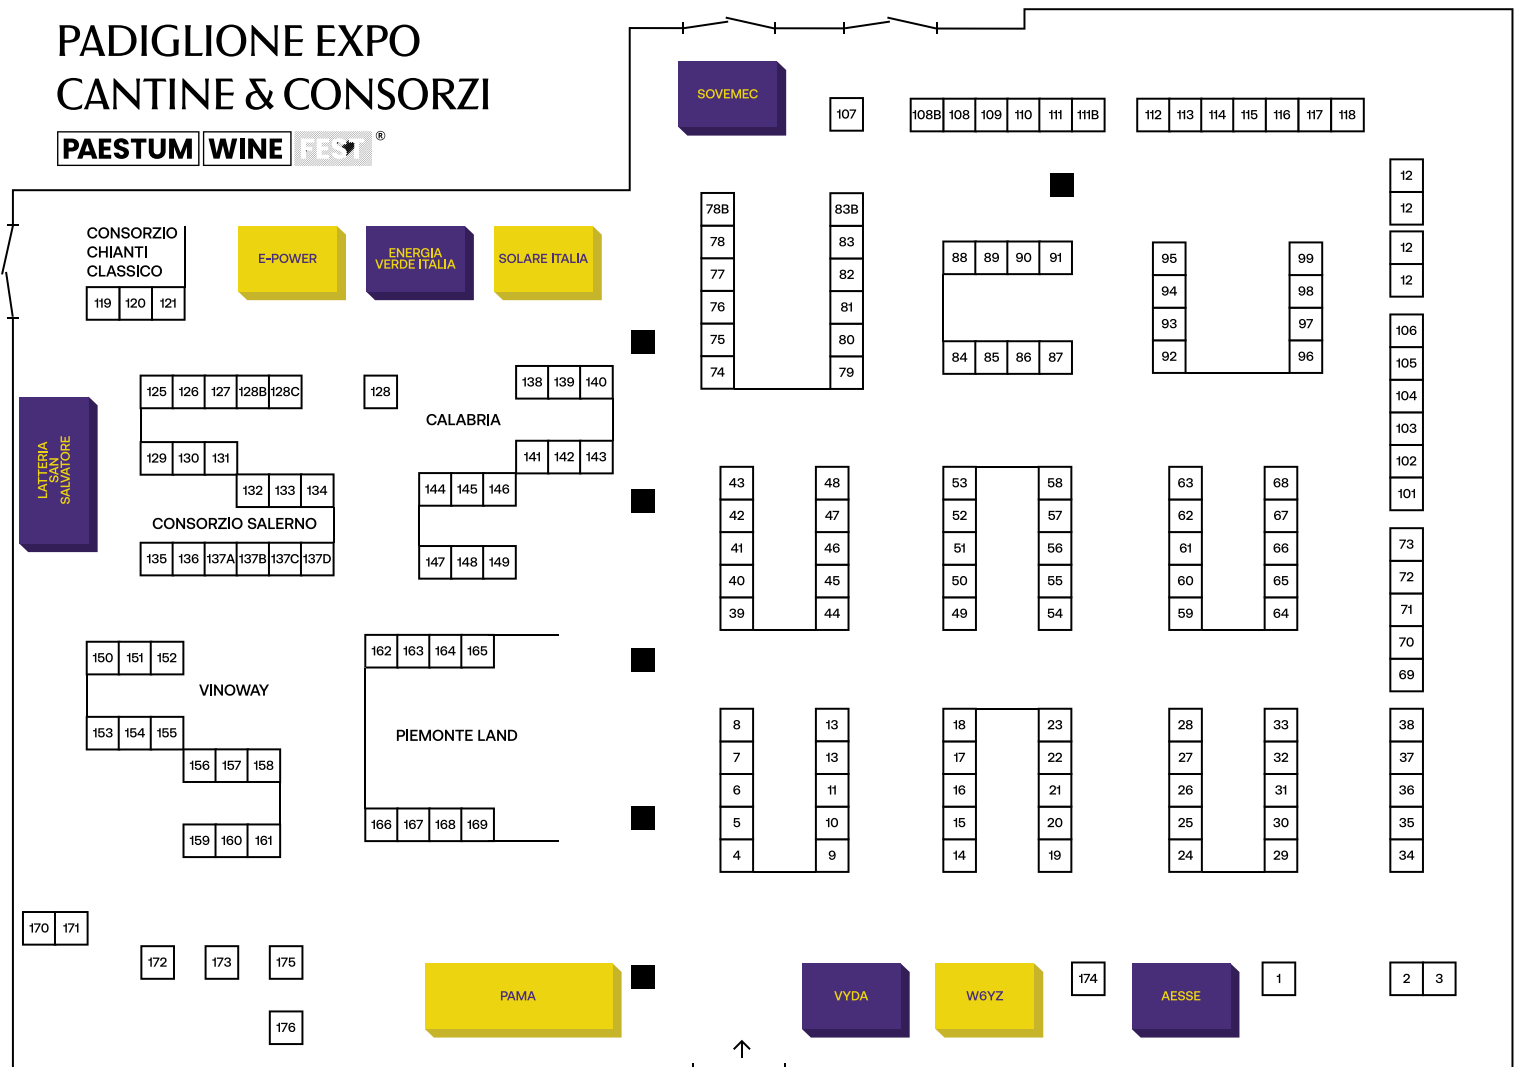 PADIGLIONE EXPO
CANTINE & CONSORZI
PAESTUM WINE FEST ®
SOVEMEC
107
108B 108 109 110 111 111B
112 113 114 115 116 117 118
12
12
12
12
78B
78
77
76
75
74
83B
83
82
81
80
79
88 89 90 91
84 85 86 87
95
94
93
92
99
98
97
96
106
105
104
103
102
101
CONSORZIO
CHIANTI
CLASSICO
119 120 121
E-POWER
ENERGIA
VERDE ITALIA
SOLARE ITALIA
LATTERIA
SAN
SALVATORE
125 126 127 128B 128C
129 130 131
132 133 134
CONSORZIO SALERNO
135 136 137A 137B 137C 137D
128
138 139 140
CALABRIA
141 142 143
144 145 146
147 148 149
43
42
41
40
39
48
47
46
45
44
53
52
51
50
49
58
57
56
55
54
63
62
61
60
59
68
67
66
65
64
73
72
71
70
69
150 151 152
VINOWAY
153 154 155
156 157 158
159 160 161
162 163 164 165
PIEMONTE LAND
166 167 168 169
8
7
6
5
4
13
13
11
10
9
18
17
16
15
14
23
22
21
20
19
28
27
26
25
24
33
32
31
30
29
38
37
36
35
34
170 171
172
173
175
176
PAMA
VYDA
W6YZ
174
AESSE
1
2 3